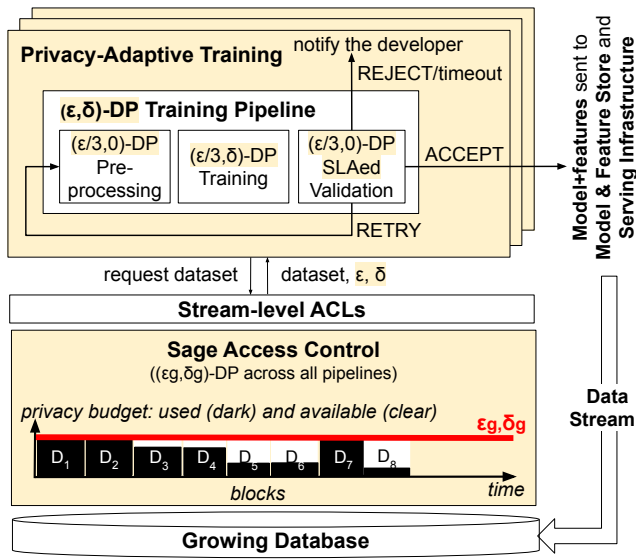 Privacy-Adaptive Training
notify the developer
REJECT/timeout
(ε,δ)-DP Training Pipeline
(ε/3,0)-DP
Pre-
processing
(ε/3,δ)-DP
Training
(ε/3,0)-DP
SLAed
Validation
ACCEPT
RETRY
Model+features sent to
Model & Feature Store and
Serving Infrastructure
request dataset
dataset, ε, δ
Stream-level ACLs
Sage Access Control
((εg,δg)-DP across all pipelines)
privacy budget: used (dark) and available (clear)
εg,δg
D1 D2 D3 D4 D5 D6 D7 D8
blocks
time
Data
Stream
Growing Database